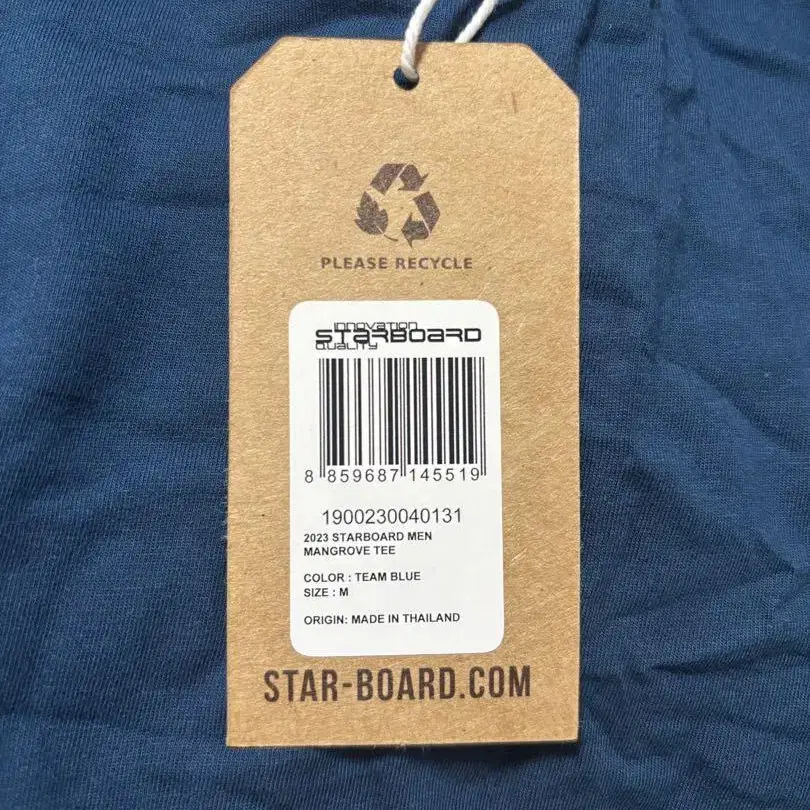 PLEASE RECYCLE
INNOVATION
STARBOARD
QUALITY
8 859687 145519
1900230040131
2023 STARBOARD MEN
MANGROVE TEE
COLOR : TEAM BLUE
SIZE : M
ORIGIN: MADE IN THAILAND
STAR-BOARD.COM